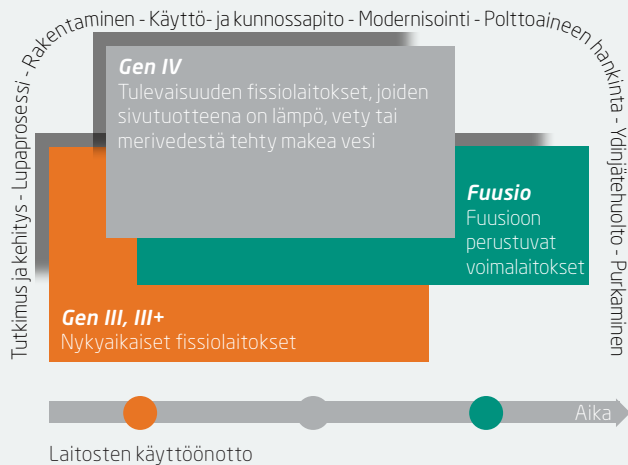 Tutkimus ja kehitys - Lupaprosessi - Rakentaminen - Käyttö- ja kunnossapito - Modernisointi - Polttoaineen hankinta - Ydinjätehuolto - Purkaminen
Gen IV
Tulevaisuuden fissiolaitokset, joiden
sivutuotteena on lämpö, vety tai
merivedestä tehty makea vesi
Fuusio
Fuusioon
perustuvat
voimalaitokset
Gen III, III+
Nykyaikaiset fissiolaitokset
Aika
Laitosten käyttöönotto